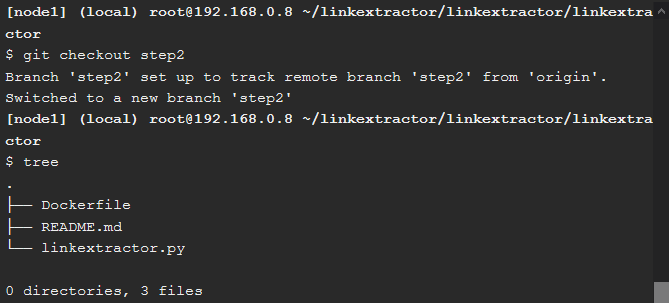 [node1] (local) root@192.168.0.8 ~/linkextractor/linkextractor/linkextra
ctor
$ git checkout step2
Branch 'step2' set up to track remote branch 'step2' from 'origin'.
Switched to a new branch 'step2'
[node1] (local) root@192.168.0.8 ~/linkextractor/linkextractor/linkextra
ctor
$ tree
.
├── Dockerfile
├── README.md
└── linkextractor.py
0 directories, 3 files